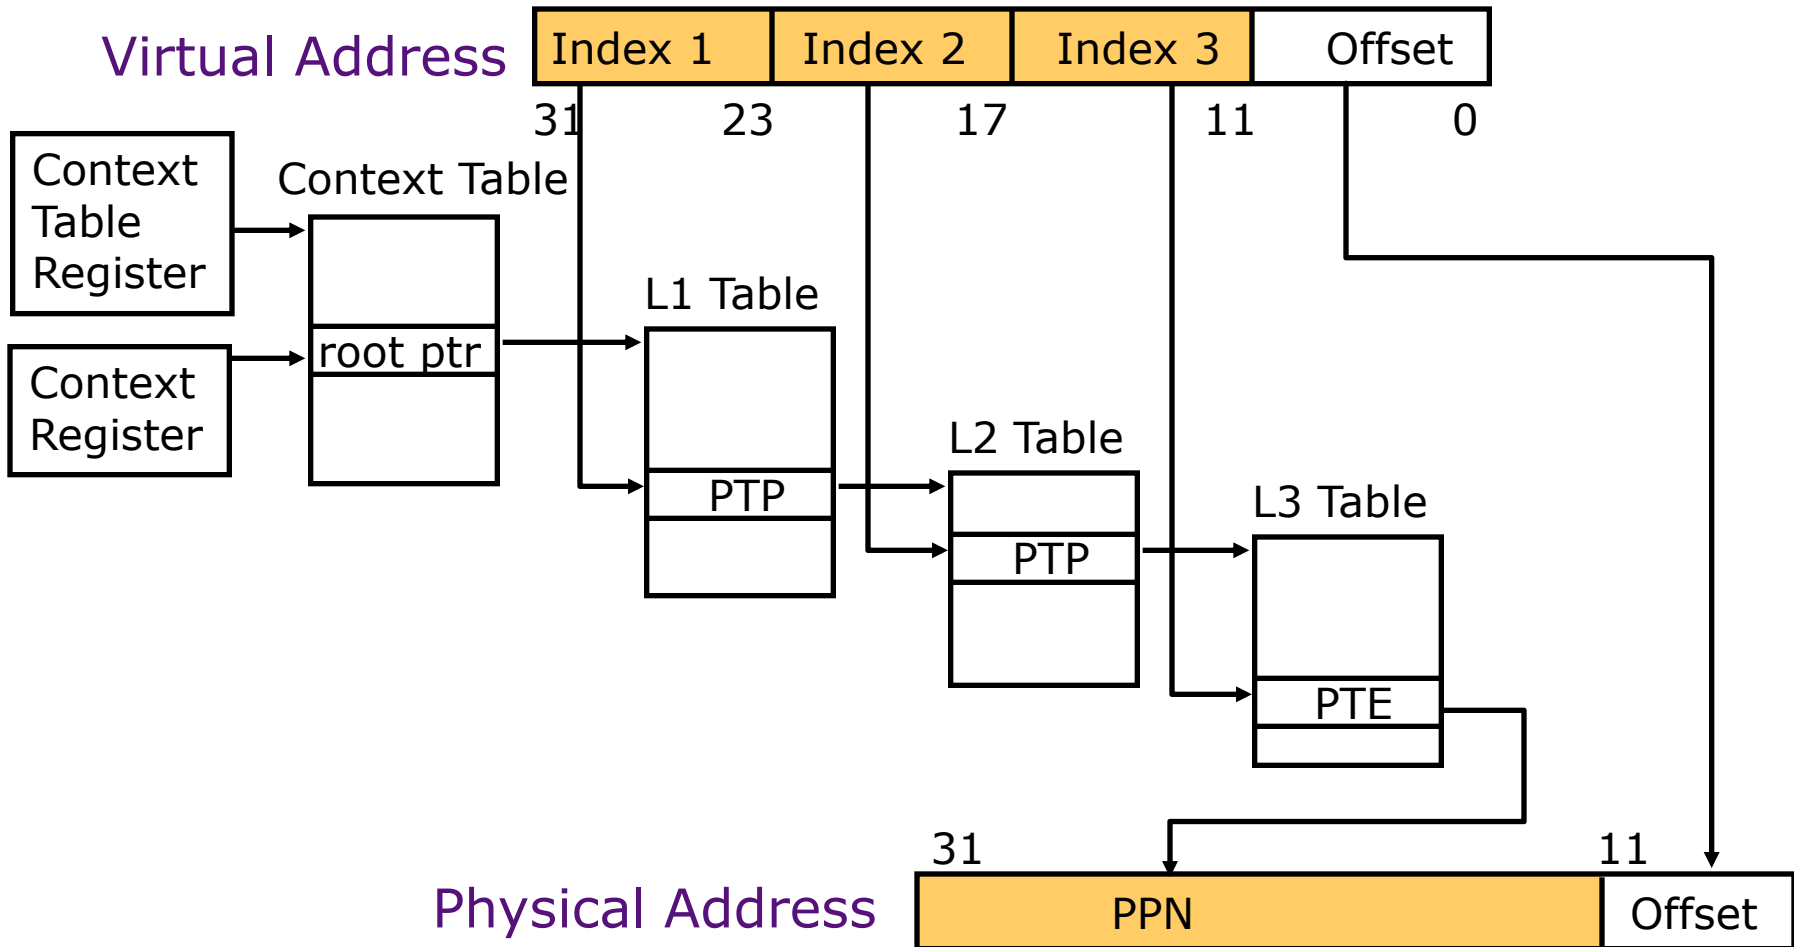 Virtual Address
Index 1
Index 2
Index 3
Offset
31
23
17
11
0
Context
Table
Register
Context Table
root ptr
Context
Register
L1 Table
PTP
L2 Table
PTP
L3 Table
PTE
31
11
Physical Address
PPN
Offset